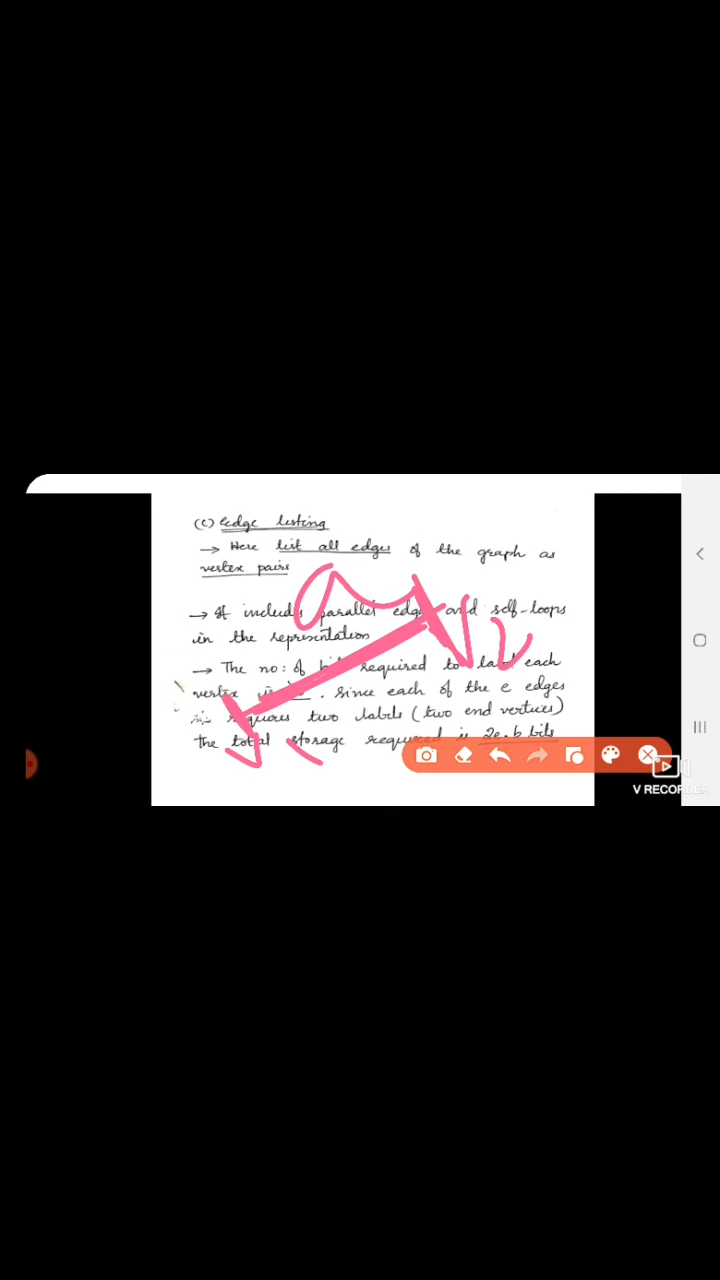 (c) Edge listing
→ Here list all edges of the graph as
vertex pairs
→ It includes parallel edges and self-loops
in the representation
→ The no: of required to each
vertex . since each of the e edges
requires two labels (two end vertices)
the total storage required is 2e.b bits
a
V2
V1
V RECORDER